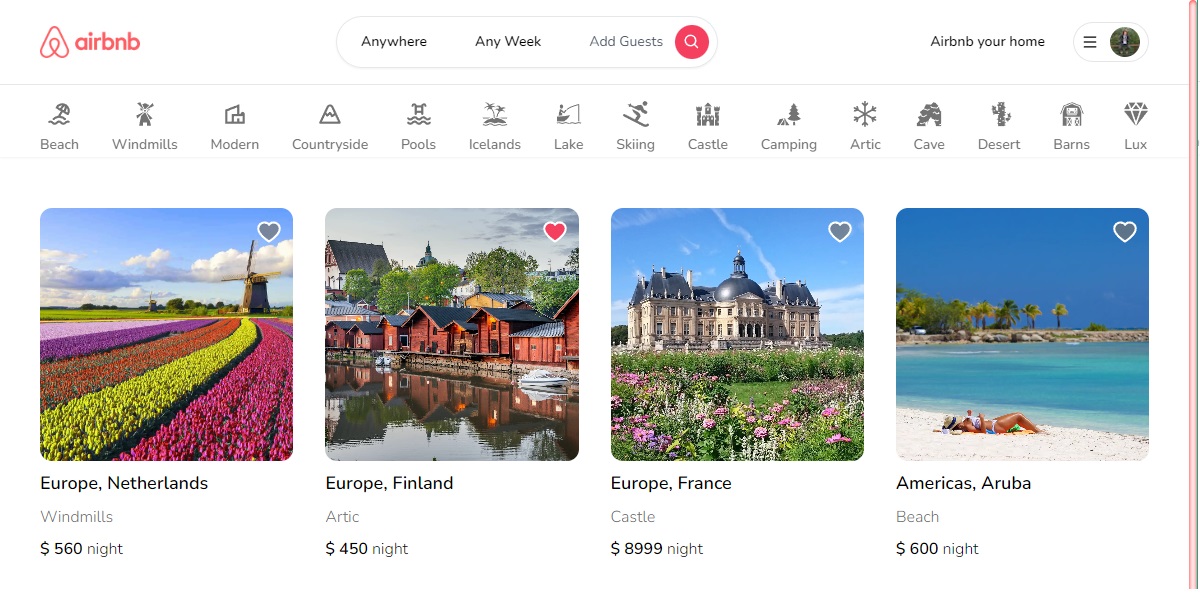 airbnb
Anywhere Any Week Add Guests
Airbnb your home
Beach Windmills Modern Countryside Pools Icelands Lake Skiing Castle Camping Artic Cave Desert Barns Lux
Europe, Netherlands
Windmills
$ 560 night
Europe, Finland
Artic
$ 450 night
Europe, France
Castle
$ 8999 night
Americas, Aruba
Beach
$ 600 night